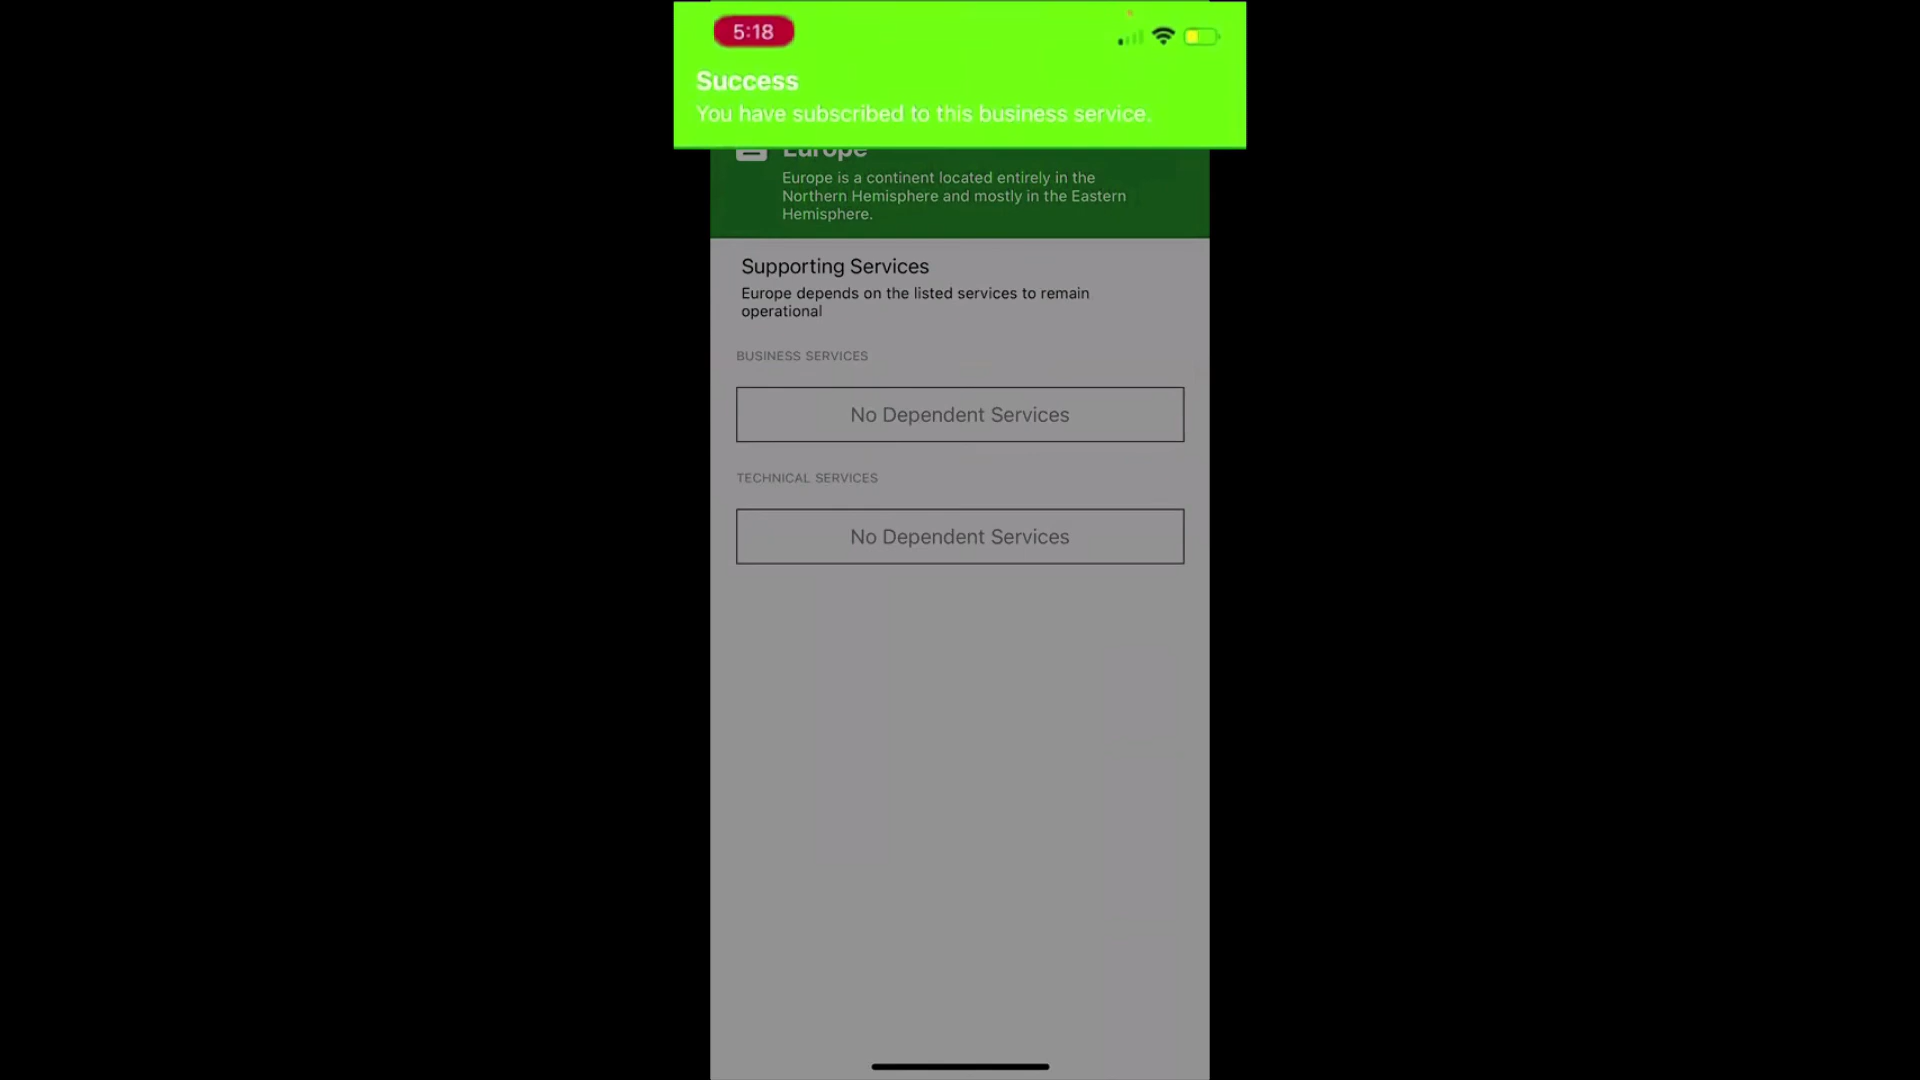 5:18
Success
You have subscribed to this business service.
Europe
Europe is a continent located entirely in the
Northern Hemisphere and mostly in the Eastern
Hemisphere.
Supporting Services
Europe depends on the listed services to remain
operational
BUSINESS SERVICES
No Dependent Services
TECHNICAL SERVICES
No Dependent Services